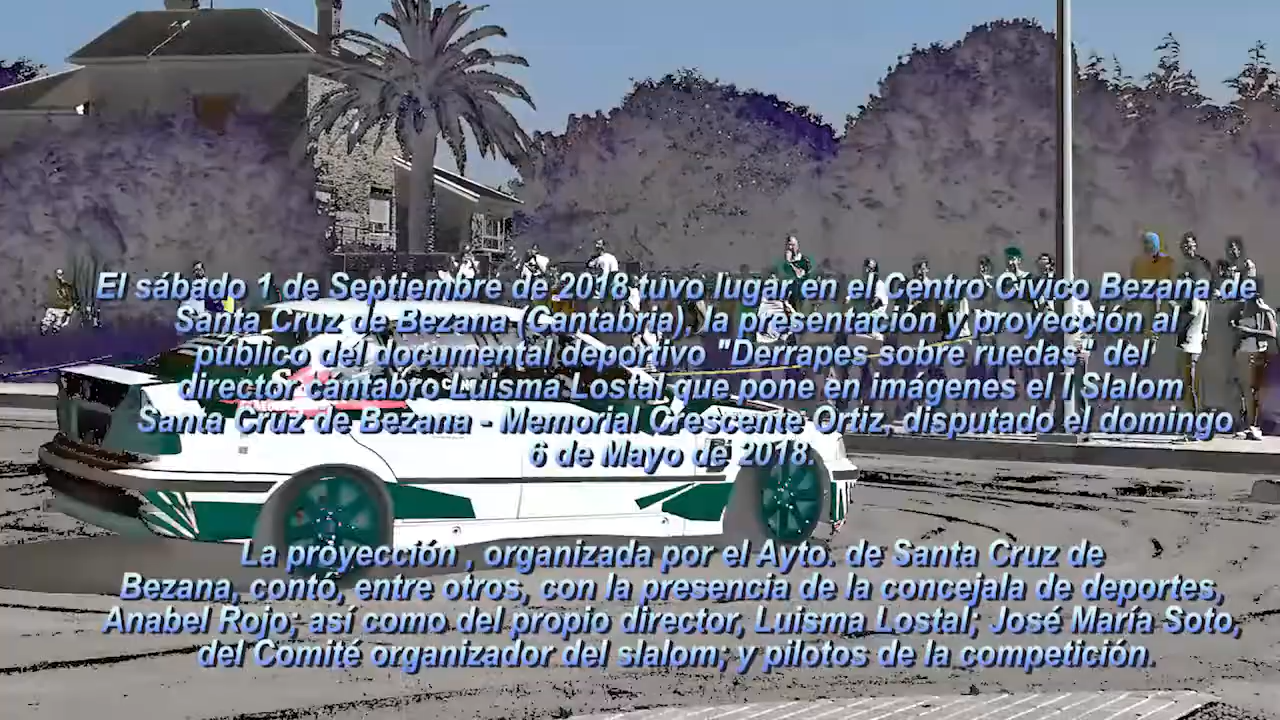 El sábado 1 de Septiembre de 2018 tuvo lugar en el Centro Cívico Bezana de
Santa Cruz de Bezana (Cantabria), la presentación y proyección al
público del documental deportivo "Derrapes sobre ruedas" del
director cántabro Luisma Lostal que pone en imágenes el I Slalom
Santa Cruz de Bezana - Memorial Crescente Ortiz, disputado el domingo
6 de Mayo de 2018.
La proyección , organizada por el Ayto. de Santa Cruz de
Bezana, contó, entre otros, con la presencia de la concejala de deportes,
Anabel Rojo; así como del propio director, Luisma Lostal; José María Soto,
del Comité organizador del slalom; y pilotos de la competición.